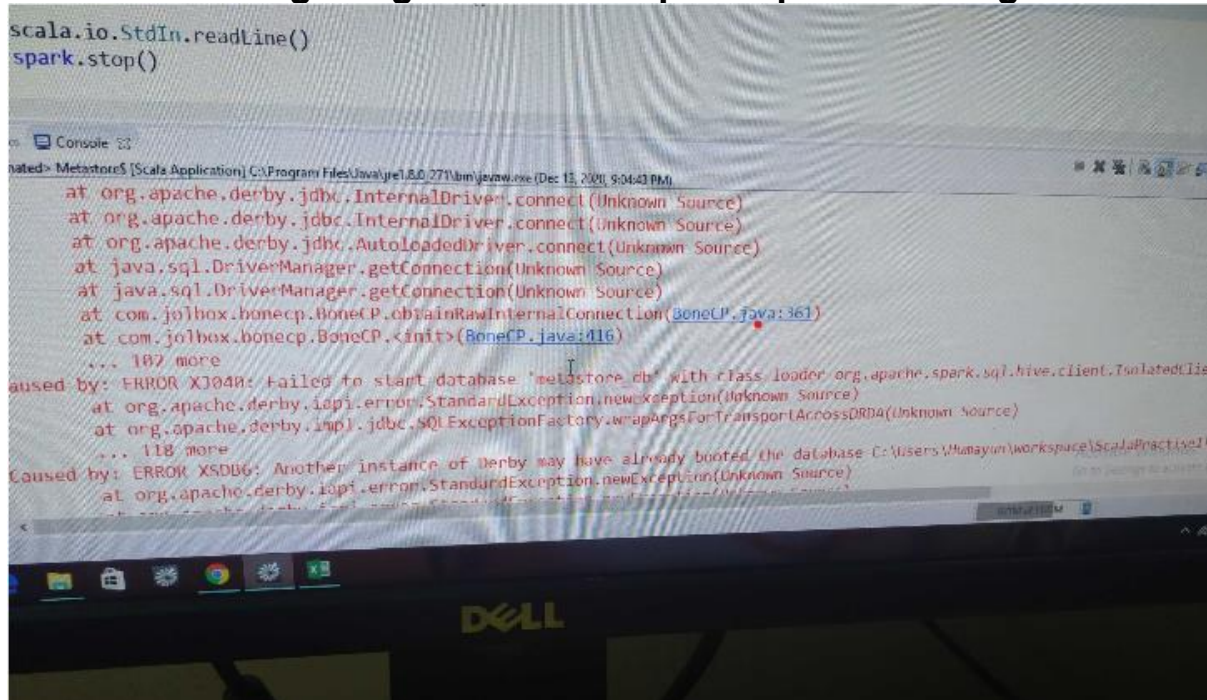 scala.io.StdIn.readLine()
spark.stop()
Console
Metastore$ [Scala Application] C:\Program Files\Java\jre1.8.0_271\bin\javaw.exe (Dec 13, 2020, 9:04:43 PM)
at org.apache.derby.jdbc.InternalDriver.connect(Unknown Source)
at org.apache.derby.jdbc.InternalDriver.connect(Unknown Source)
at org.apache.derby.jdbc.AutoloadedDriver.connect(Unknown Source)
at java.sql.DriverManager.getConnection(Unknown Source)
at java.sql.DriverManager.getConnection(Unknown Source)
at com.jolbox.bonecp.BoneCP.obtainRawInternalConnection(BoneCP.java:361)
at com.jolbox.bonecp.BoneCP.<init>(BoneCP.java:416)
... 102 more
aused by: ERROR XJ040: Failed to start database 'metastore_db' with class loader org.apache.spark.sql.hive.client.IsolatedClie
at org.apache.derby.iapi.error.StandardException.newException(Unknown Source)
at org.apache.derby.impl.jdbc.SQLExceptionFactory.wrapArgsForTransportAcrossDRDA(Unknown Source)
... 118 more
Caused by: ERROR XSDB6: Another instance of Derby may have already booted the database C:\Users\Humayun\workspace\ScalaPractise
at org.apache.derby.iapi.error.StandardException.newException(Unknown Source)
DELL